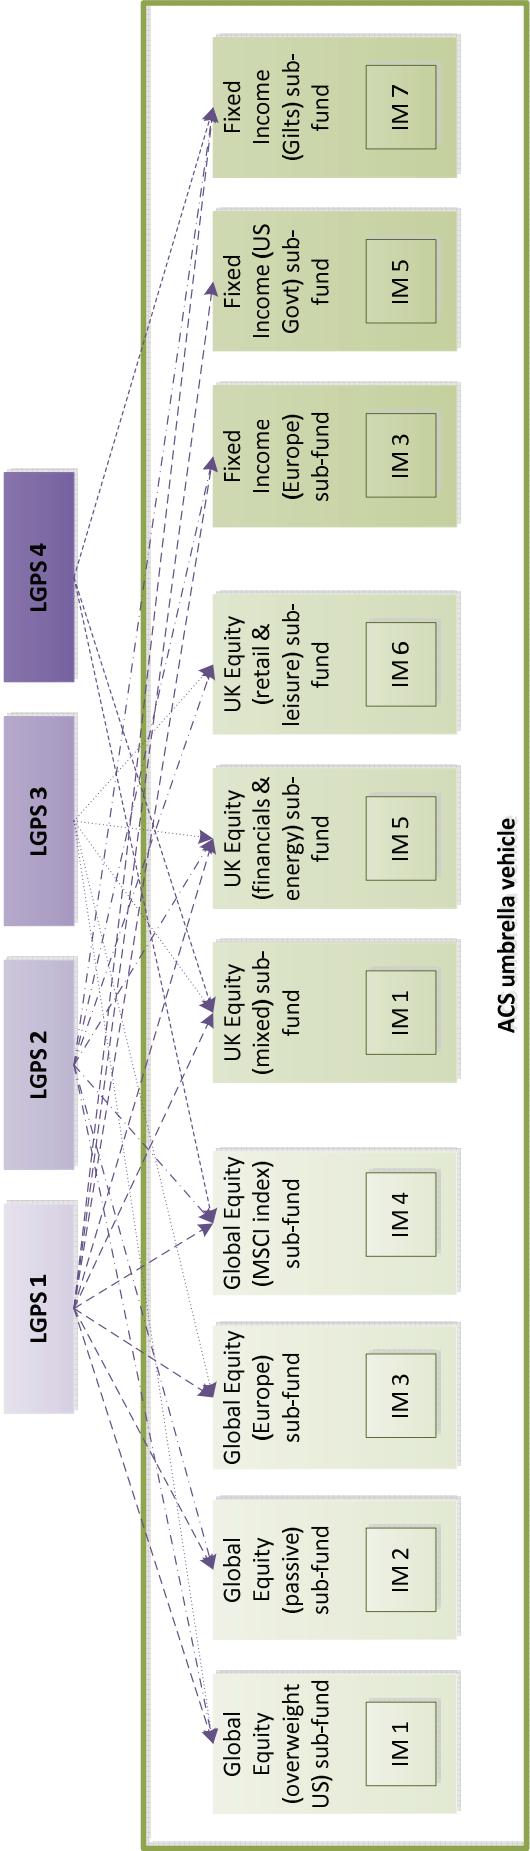 LGPS 1
LGPS 2
LGPS 3
LGPS 4
Global
Equity
(overweight
US) sub-fund
IM 1
Global
Equity
(passive)
sub-fund
IM 2
Global Equity
(Europe)
sub-fund
IM 3
Global Equity
(MSCI index)
sub-fund
IM 4
UK Equity
(mixed) sub-
fund
IM 1
UK Equity
(financials &
energy) sub-
fund
IM 5
UK Equity
(retail &
leisure) sub-
fund
IM 6
Fixed
Income
(Europe)
sub-fund
IM 3
Fixed
Income (US
Govt) sub-
fund
IM 5
Fixed
Income
(Gilts) sub-
fund
IM 7
ACS umbrella vehicle